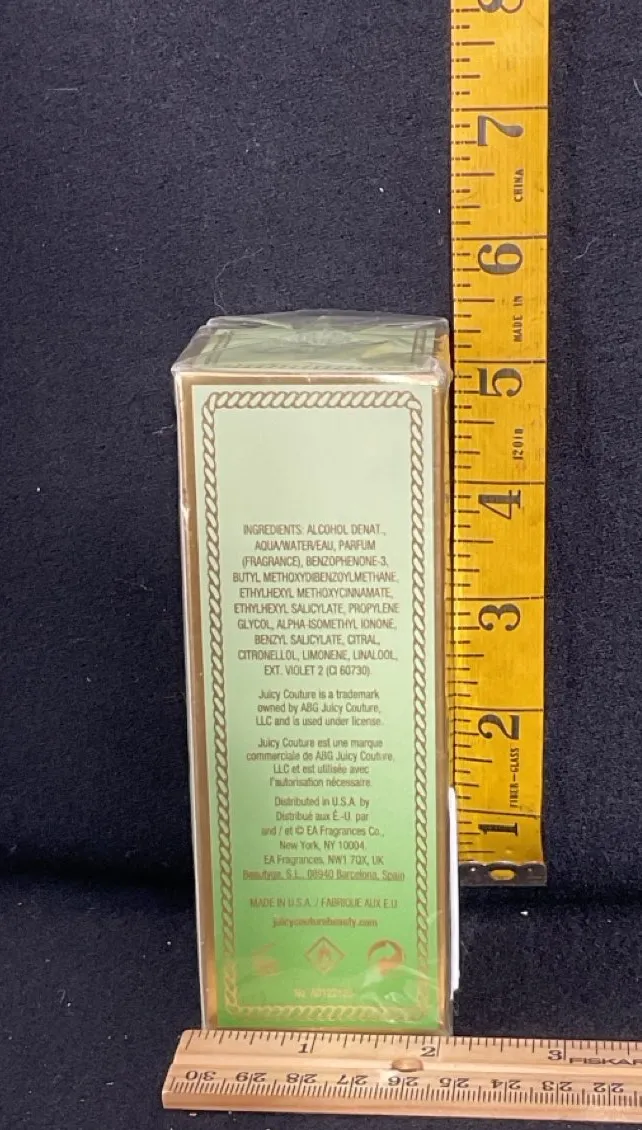 8
7
CHINA
6
MADE IN
5
120in
4
3
2
FIBER-GLASS
1
INGREDIENTS: ALCOHOL DENAT.,
AQUA/WATER/EAU, PARFUM
(FRAGRANCE), BENZOPHENONE-3,
BUTYL METHOXYDIBENZOYLMETHANE,
ETHYLHEXYL METHOXYCINNAMATE,
ETHYLHEXYL SALICYLATE, PROPYLENE
GLYCOL, ALPHA-ISOMETHYL IONONE,
BENZYL SALICYLATE, CITRAL,
CITRONELLOL, LIMONENE, LINALOOL,
EXT. VIOLET 2 (CI 60730).
Juicy Couture is a trademark
owned by ABG Juicy Couture,
LLC and is used under license.
Juicy Couture est une marque
commerciale de ABG Juicy Couture,
LLC et est utilisée avec
l'autorisation nécessaire.
Distributed in U.S.A. by
Distribué aux É.-U. par
and / et © EA Fragrances Co.,
New York, NY 10004.
EA Fragrances, NW1 7QX, UK
Beautyge, S.L., 08940 Barcelona, Spain
MADE IN U.S.A. / FABRIQUÉ AUX É.U.
juicycouturebeauty.com
No.
1 2 3 FISKAR
30 29 28 27 26 25 24 23 22